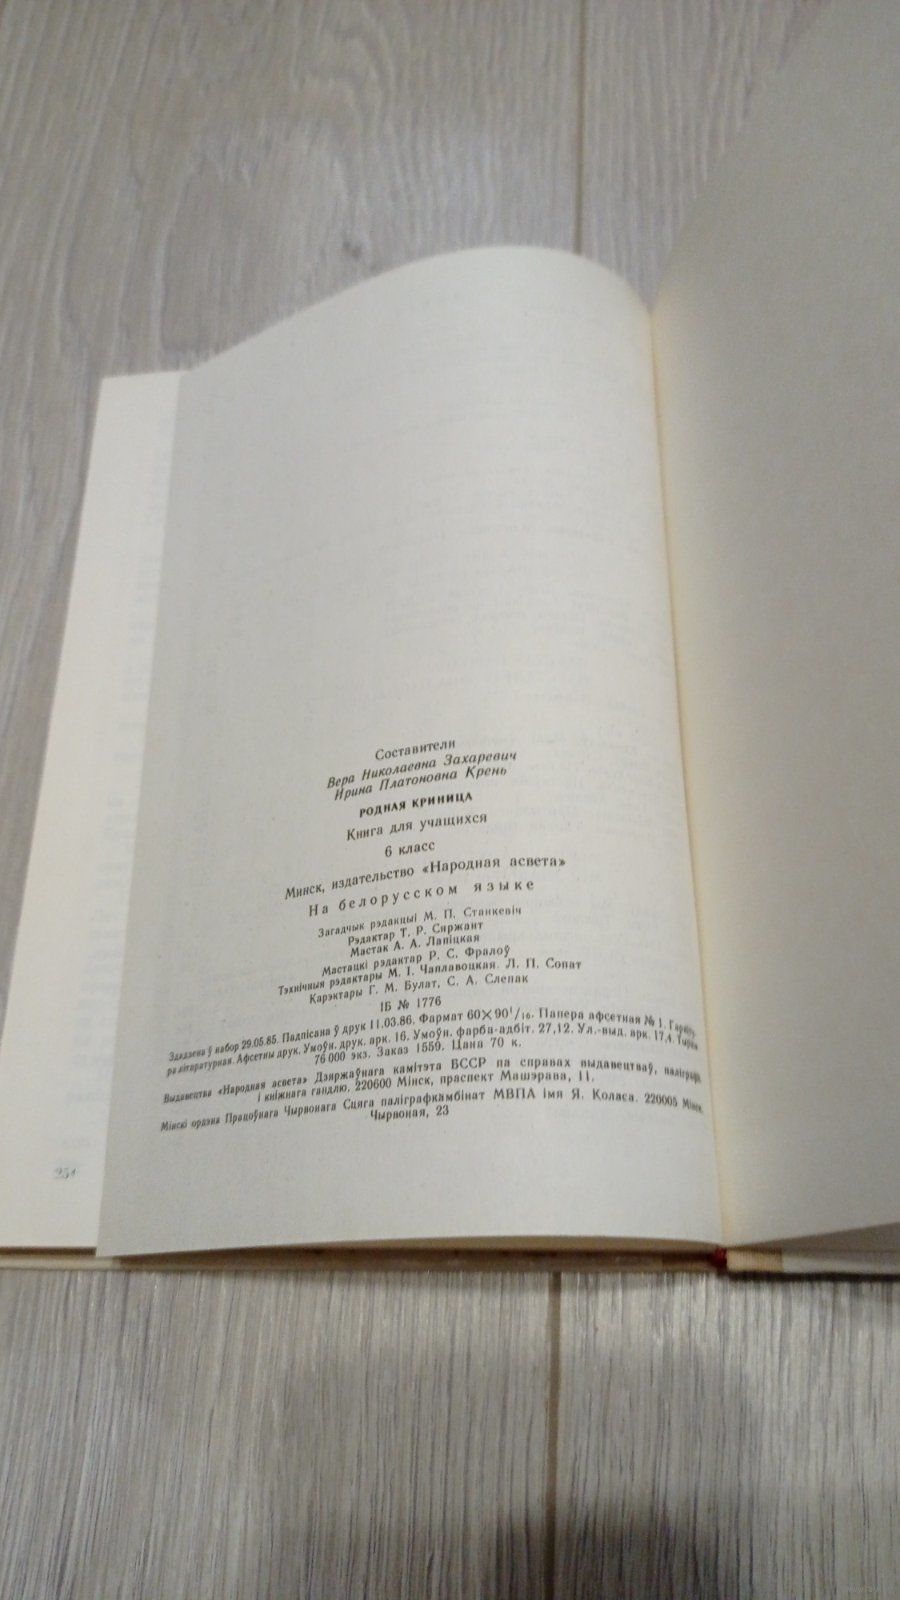 Составители
Вера Николаевна Захаревич
Ирина Платоновна Крень
РОДНАЯ КРИНИЦА
Книга для учащихся
6 класс
Минск, издательство «Народная асвета»
На белорусском языке
Загадчык рэдакцыі М. П. Станкевіч
Рэдактар Т. Р. Сяржант
Мастак А. А. Лапіцкая
Мастацкі рэдактар Р. С. Фралоў
Тэхнічныя рэдактары М. І. Чаплавоцкая, Л. П. Сопат
Карэктары Г. М. Булат, С. А. Слепак
ІБ № 1776
Здадзена ў набор 29.05.85. Падпісана ў друк 11.03.86. Фармат 60×90¹/₁₆. Папера афсетная № 1. Гарніту-
ра літаратурная. Афсетны друк. Умоўн. друк. арк. 16. Умоўн. фарба-адбіт. 27,12. Ул.-выд. арк. 17,4. Тыраж
76 000 экз. Заказ 1559. Цана 70 к.
Выдавецтва «Народная асвета» Дзяржаўнага камітэта БССР па справах выдавецтваў, паліграфіі
і кніжнага гандлю. 220600 Мінск, праспект Машэрава, 11.
Мінскі ордэна Працоўнага Чырвонага Сцяга паліграфкамбінат МВПА імя Я. Коласа. 220005 Мінск,
Чырвоная, 23